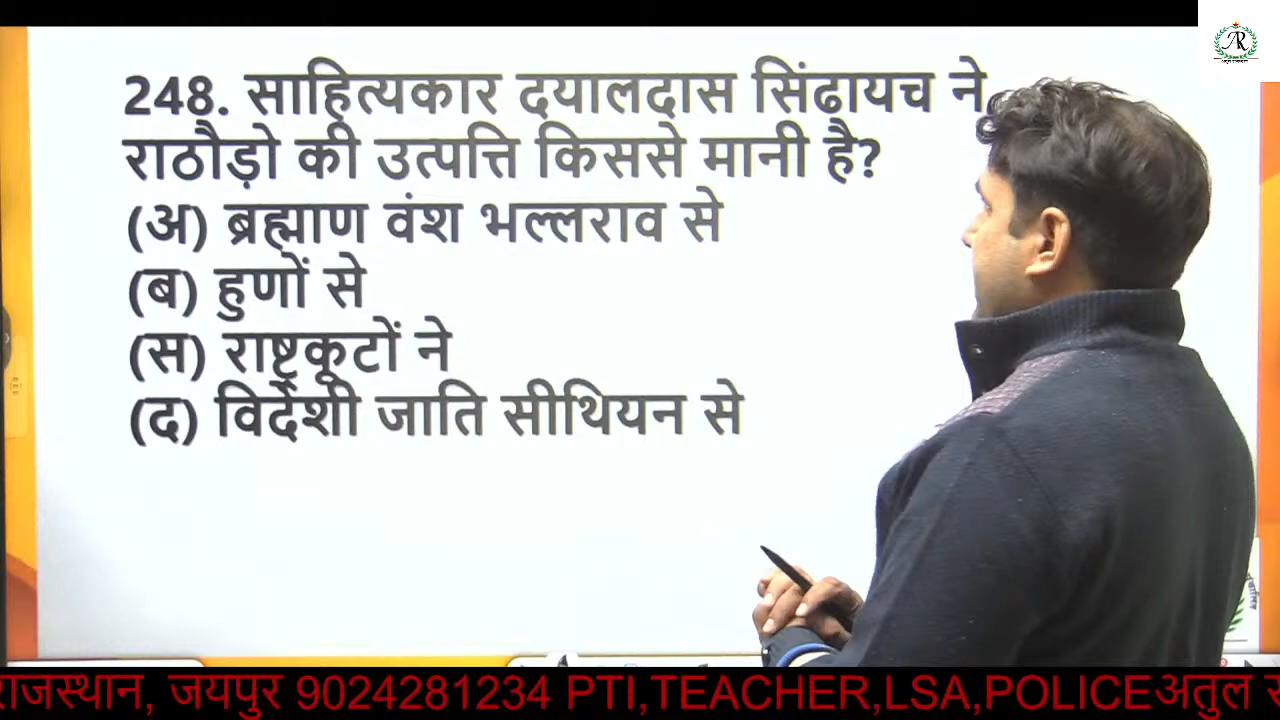 248. साहित्यकार दयालदास सिंढायच ने
राठौड़ो की उत्पत्ति किससे मानी है?
(अ) ब्रह्माण वंश भल्लराव से
(ब) हुणों से
(स) राष्ट्रकूटों ने
(द) विदेशी जाति सीथियन से
राजस्थान, जयपुर 9024281234 PTI,TEACHER,LSA,POLICEअतुल